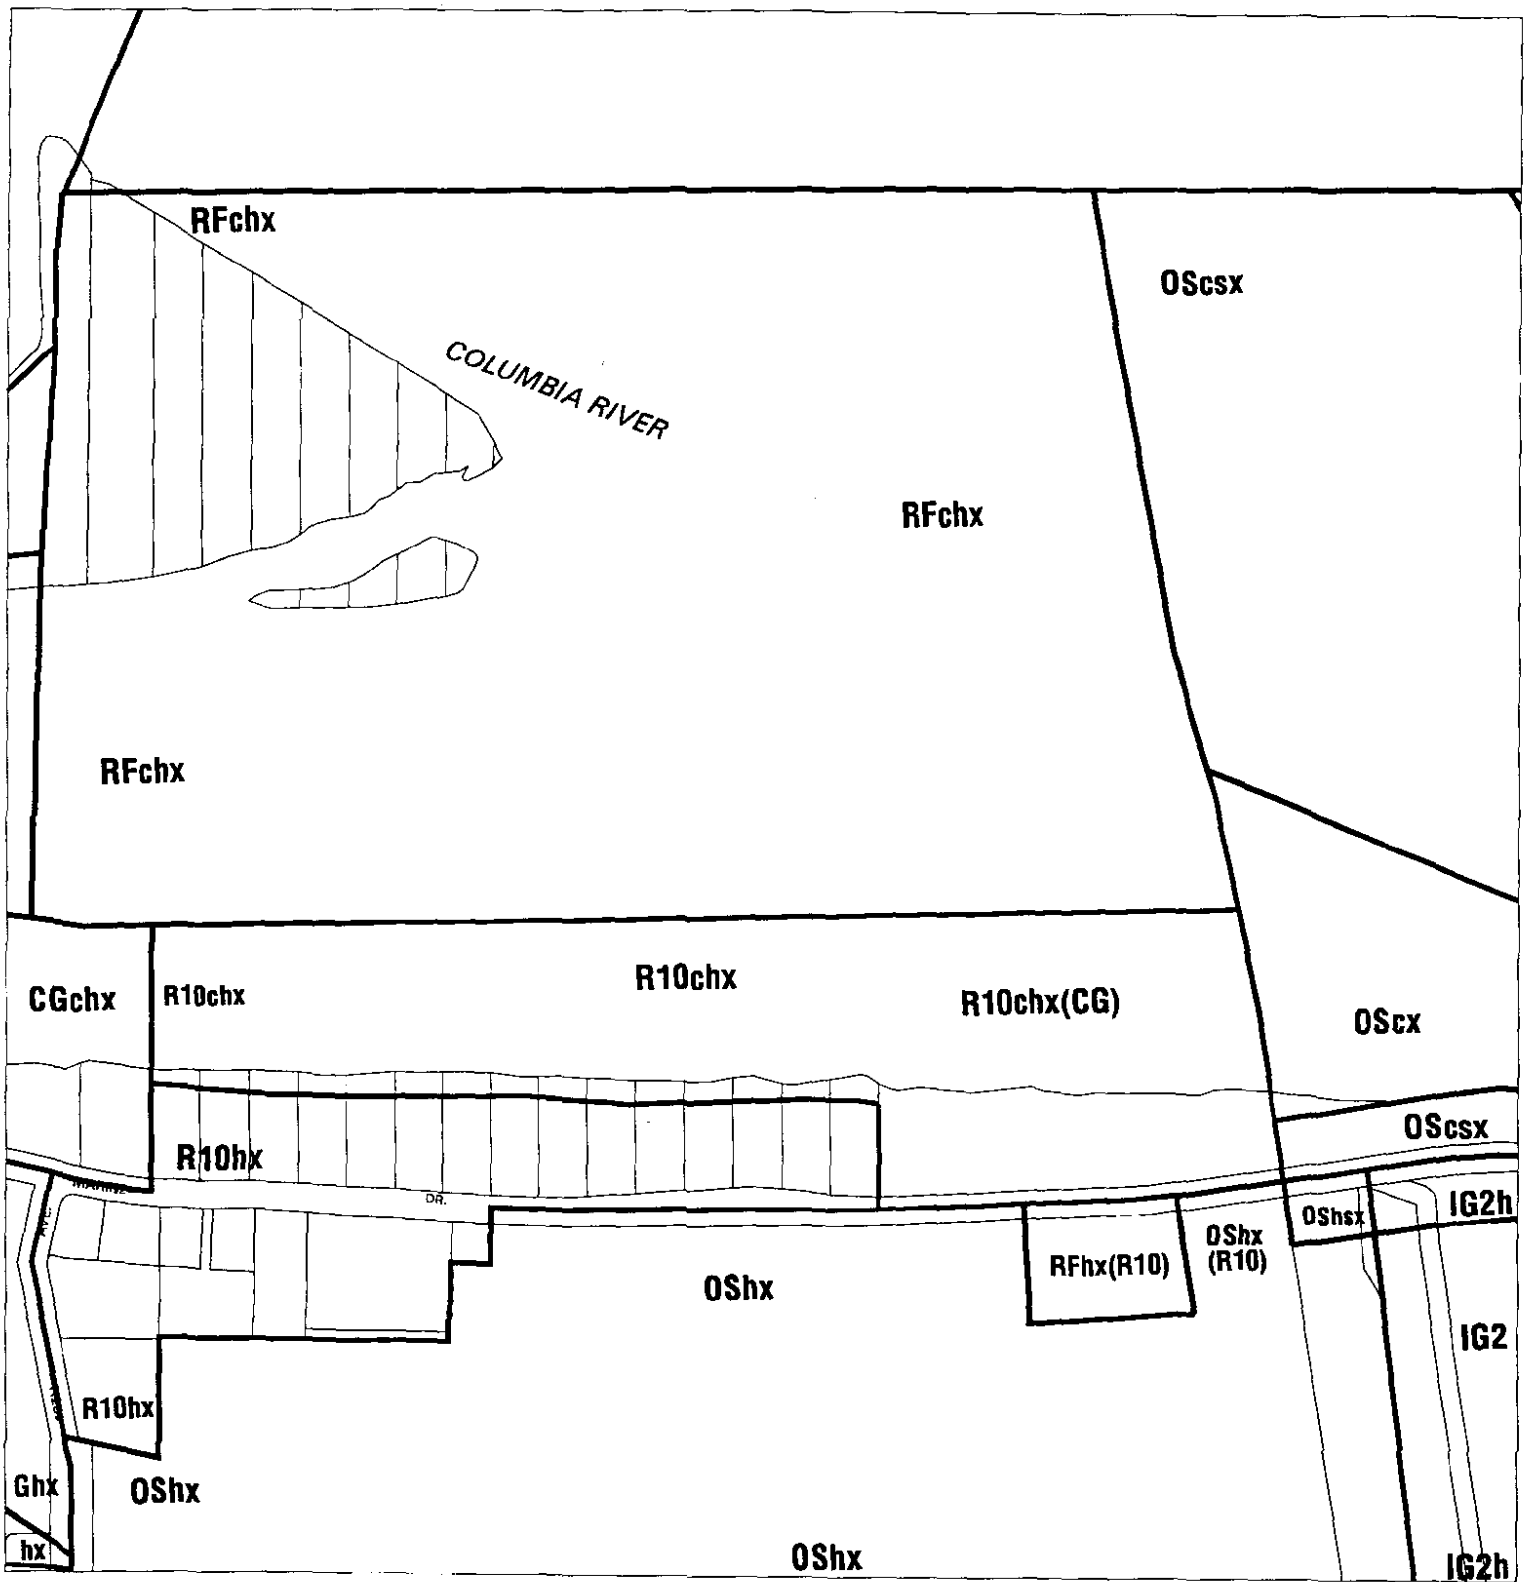 RFchx
OScsx
COLUMBIA RIVER
RFchx
RFchx
R10chx
CGchx
R10chx
R10chx(CG)
OScx
OScsx
R10hx
MARINE
DR.
IG2h
OShsx
OShx
(R10)
RFhx(R10)
OShx
IG2
R10hx
Ghx
OShx
hx
OShx
IG2h